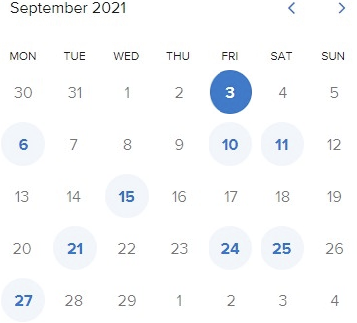 September 2021
MON TUE WED THU FRI SAT SUN
30 31 1 2 3 4 5
6 7 8 9 10 11 12
13 14 15 16 17 18 19
20 21 22 23 24 25 26
27 28 29 1 2 3 4